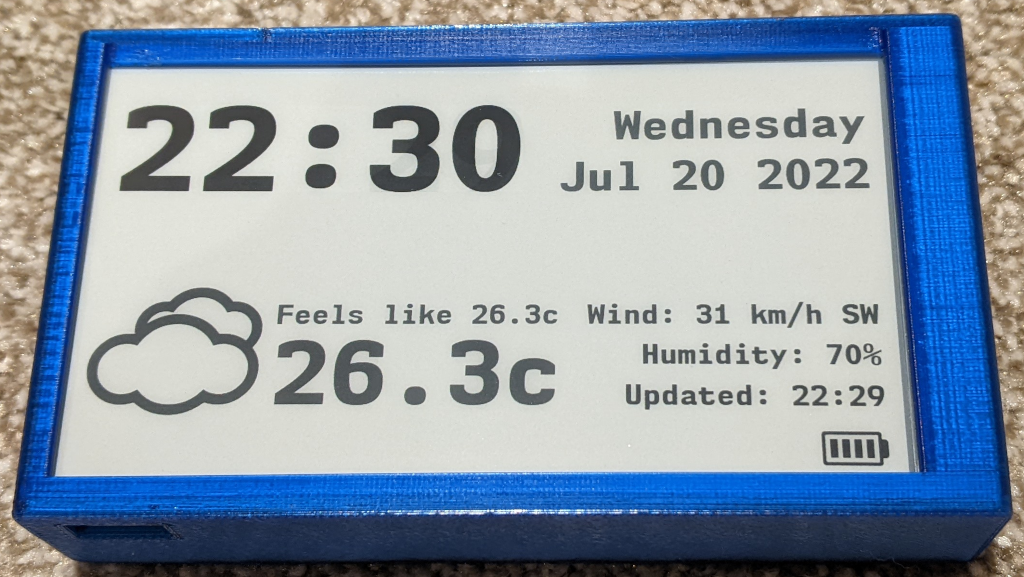 22:30
Wednesday
Jul 20 2022
Feels like 26.3c
26.3c
Wind: 31 km/h SW
Humidity: 70%
Updated: 22:29